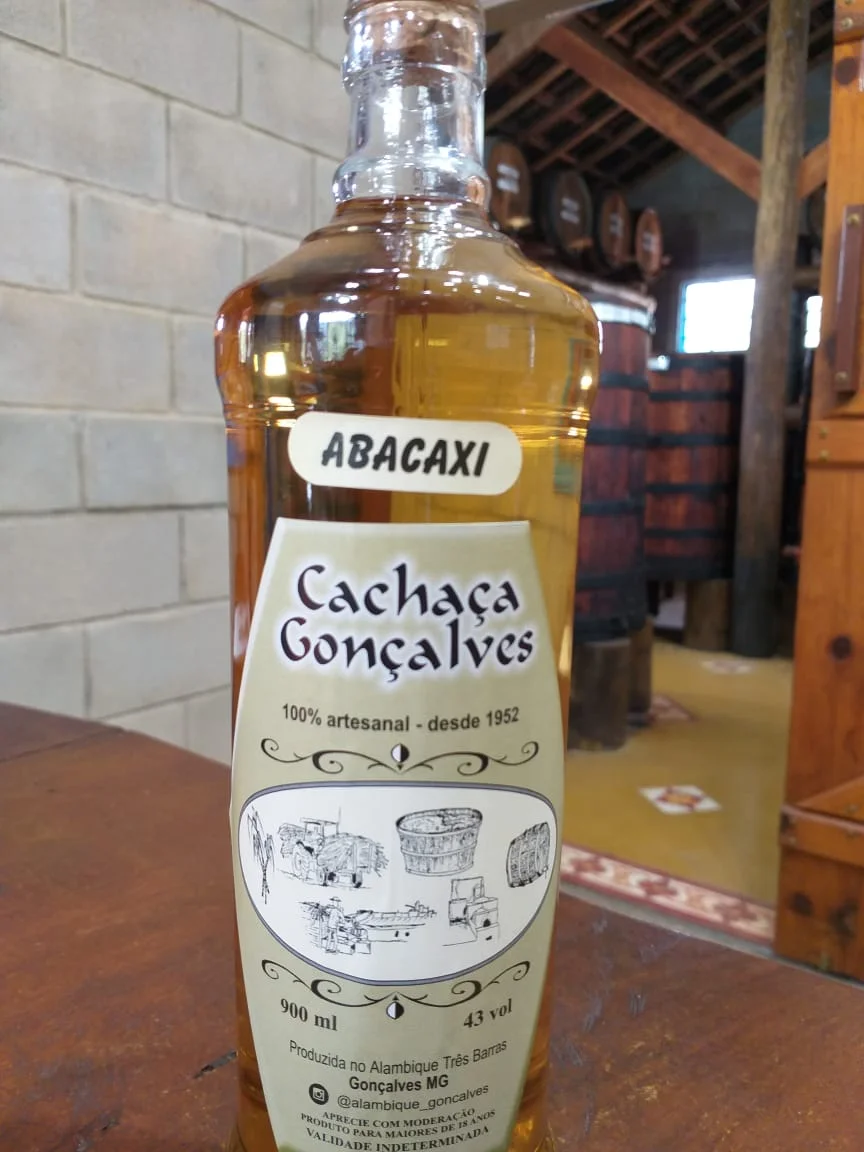 ABACAXI
Cachaça
Gonçalves
100% artesanal - desde 1952
900 ml
43 vol
Produzida no Alambique Três Barras
Gonçalves MG
@alambique_goncalves
APRECIE COM MODERAÇÃO
PRODUTO PARA MAIORES DE 18 ANOS
VALIDADE INDETERMINADA